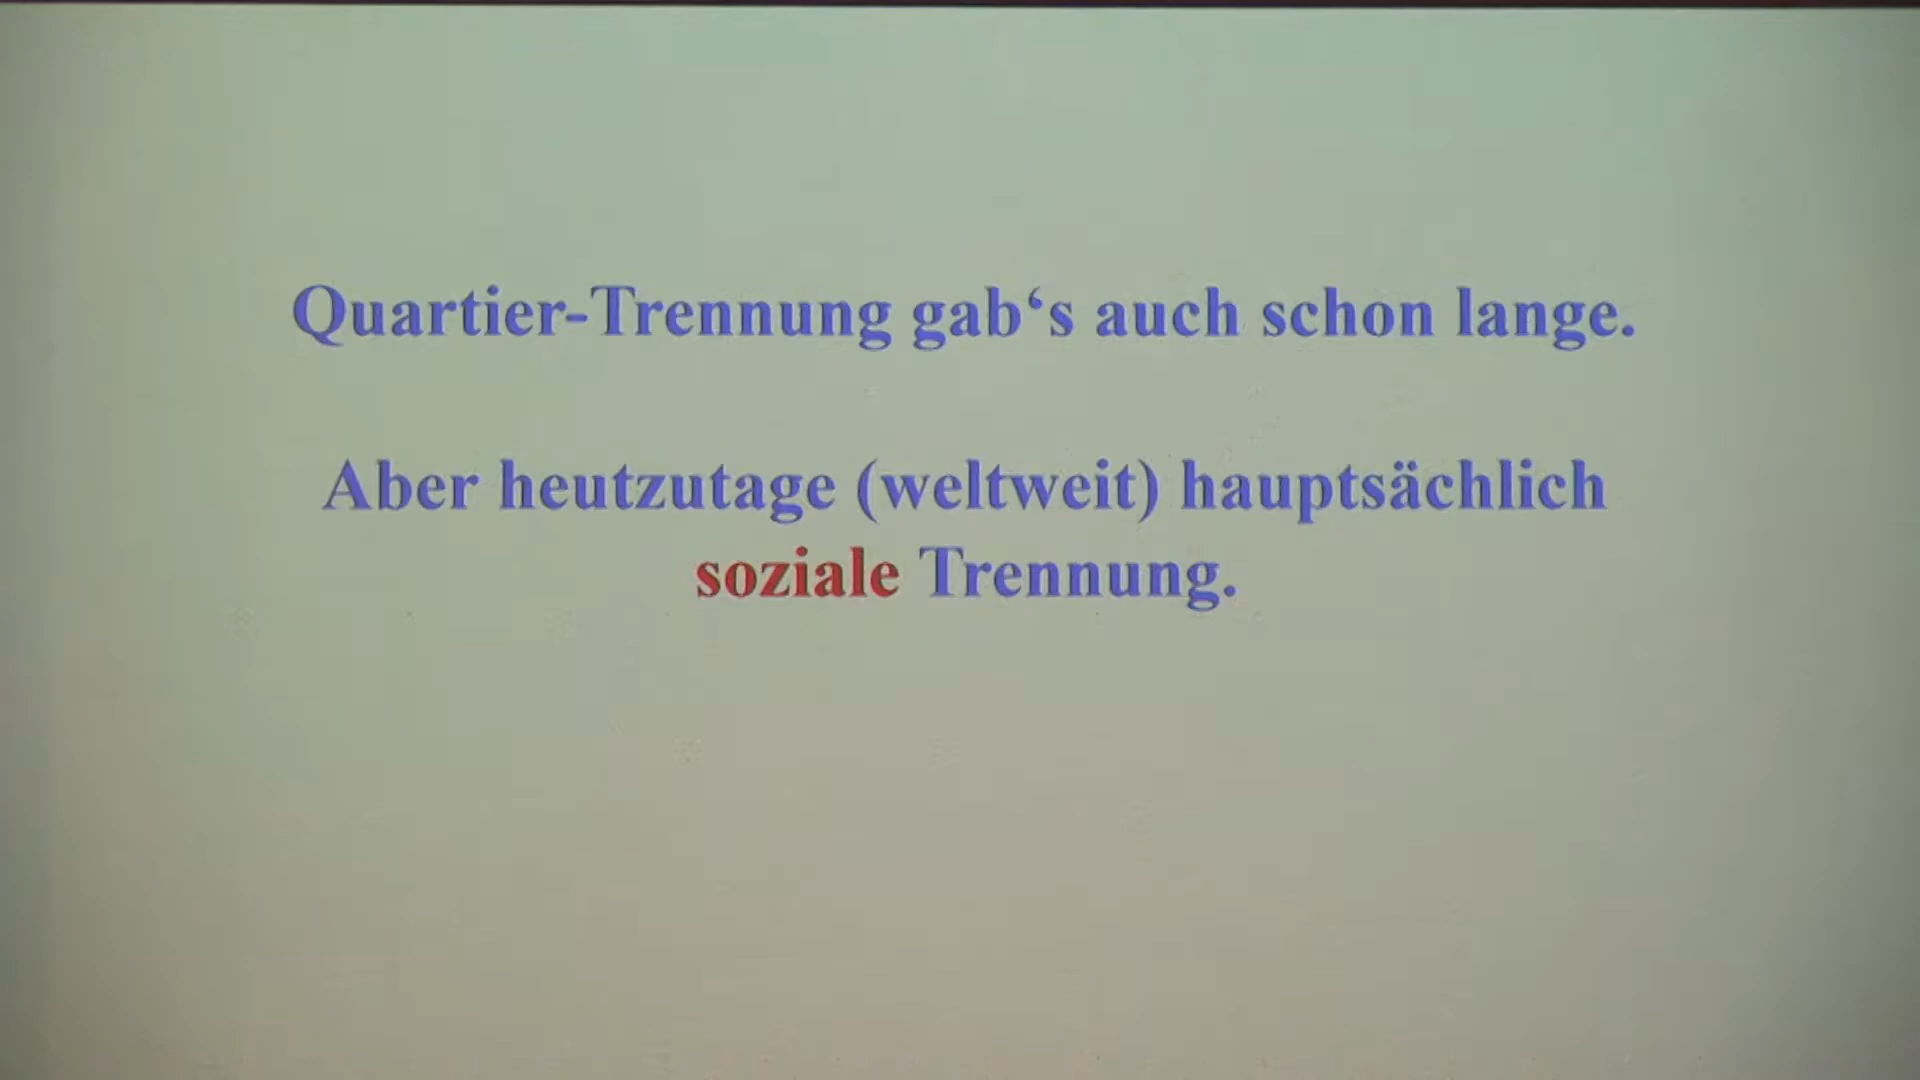 Quartier-Trennung gab‘s auch schon lange.
Aber heutzutage (weltweit) hauptsächlich
soziale Trennung.